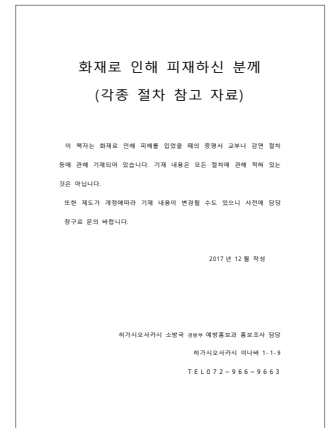 화재로 인해 피재하신 분께
(각종 절차 참고 자료)
이 책자는 화재로 인해 피해를 입었을 때의 증명서 교부나 감면 절차
등에 관해 기재되어 있습니다. 기재 내용은 모든 절차에 관해 적혀 있는
것은 아닙니다.
또한 제도가 개정에따라 기재 내용이 변경될 수도 있으니 사전에 담당
창구로 문의 바랍니다.
2017 년 12 월 작성
히가시오사카시 소방국 경방부 예방홍보과 홍보조사 담당
히가시오사카시 이나바 1-1-9
TEL072－966－9663